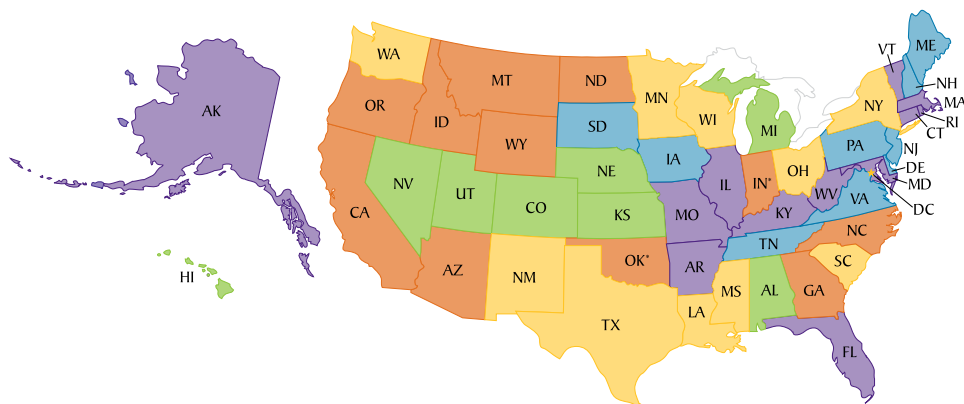 ME
VT
WA
NH
MT
ND
MA
MN
NY
OR
RI
WI
AK
SD
MI
CT
ID
PA
WY
NJ
IA
NE
OH
DE
NV
IL
IN*
MD
UT
WV
VA
CO
DC
CA
KS
MO
KY
NC
TN
OK*
SC
AZ
NM
AR
HI
MS
AL
GA
LA
TX
FL